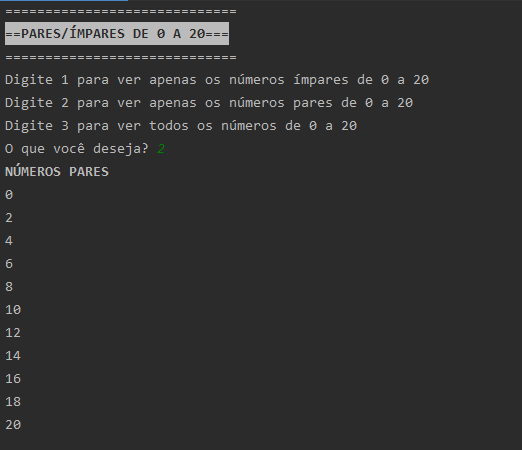 =============================
==PARES/ÍMPARES DE 0 A 20===
=============================
Digite 1 para ver apenas os números ímpares de 0 a 20
Digite 2 para ver apenas os números pares de 0 a 20
Digite 3 para ver todos os números de 0 a 20
O que você deseja? 2
NÚMEROS PARES
0
2
4
6
8
10
12
14
16
18
20